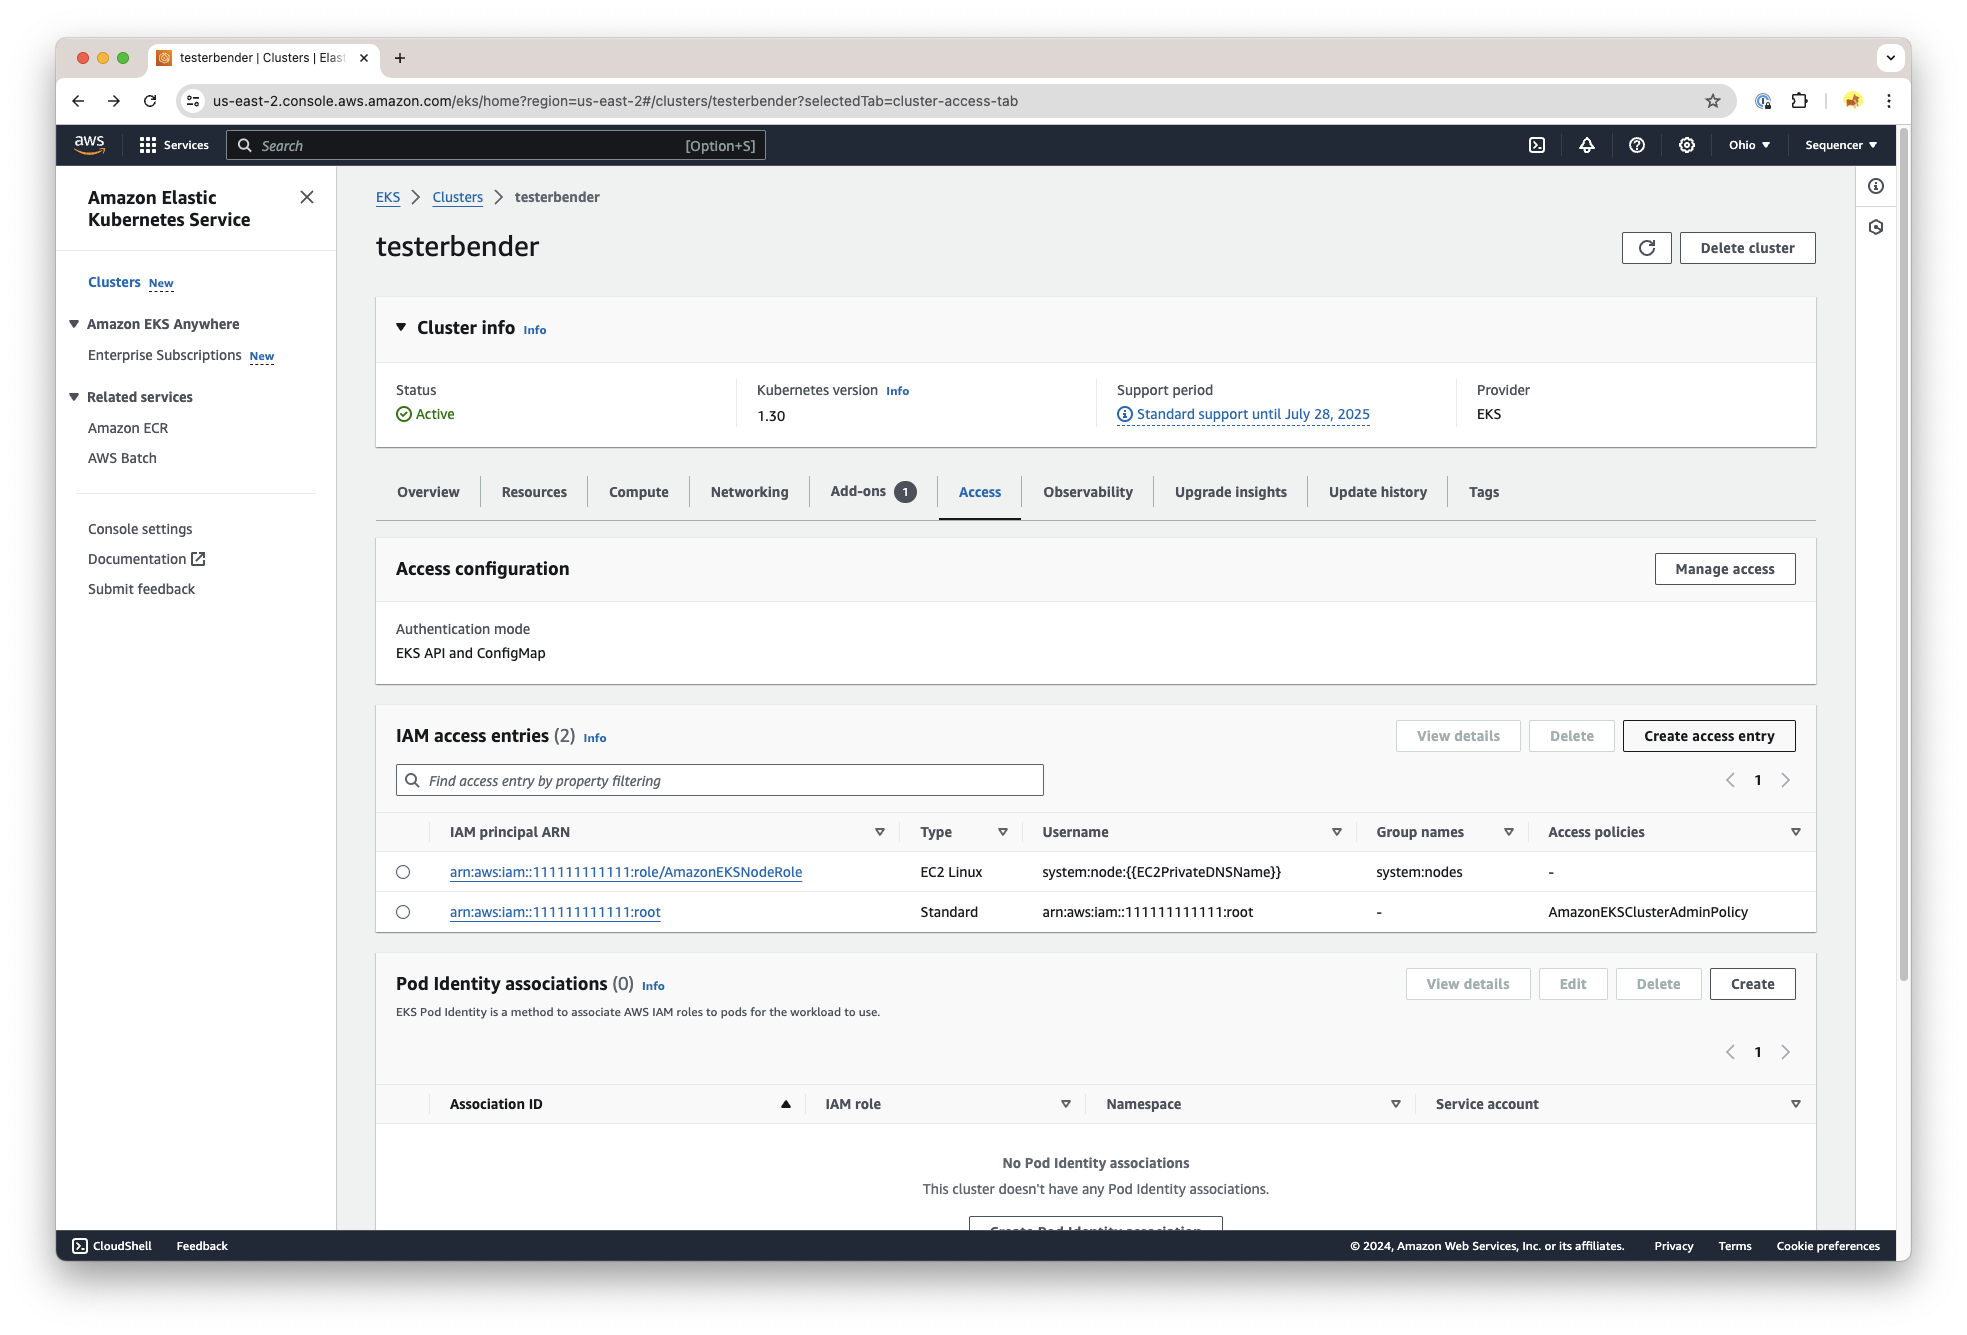 testerbender | Clusters | Elast
us-east-2.console.aws.amazon.com/eks/home?region=us-east-2#/clusters/testerbender?selectedTab=cluster-access-tab
aws
Services
Search
[Option+S]
Ohio
Sequencer
Amazon Elastic
Kubernetes Service
Clusters New
Amazon EKS Anywhere
Enterprise Subscriptions New
Related services
Amazon ECR
AWS Batch
Console settings
Documentation
Submit feedback
EKS > Clusters > testerbender
testerbender
Delete cluster
Cluster info Info
Status
Active
Kubernetes version Info
1.30
Support period
Standard support until July 28, 2025
Provider
EKS
Overview Resources Compute Networking Add-ons 1 Access Observability Upgrade insights Update history Tags
Access configuration
Manage access
Authentication mode
EKS API and ConfigMap
IAM access entries (2) Info
View details Delete Create access entry
Find access entry by property filtering
1
IAM principal ARN Type Username Group names Access policies
arn:aws:iam::111111111111:role/AmazonEKSNodeRole EC2 Linux system:node:{{EC2PrivateDNSName}} system:nodes -
arn:aws:iam::111111111111:root Standard arn:aws:iam::111111111111:root - AmazonEKSClusterAdminPolicy
Pod Identity associations (0) Info
View details Edit Delete Create
EKS Pod Identity is a method to associate AWS IAM roles to pods for the workload to use.
1
Association ID IAM role Namespace Service account
No Pod Identity associations
This cluster doesn't have any Pod Identity associations.
Create Pod Identity association
CloudShell Feedback
© 2024, Amazon Web Services, Inc. or its affiliates. Privacy Terms Cookie preferences